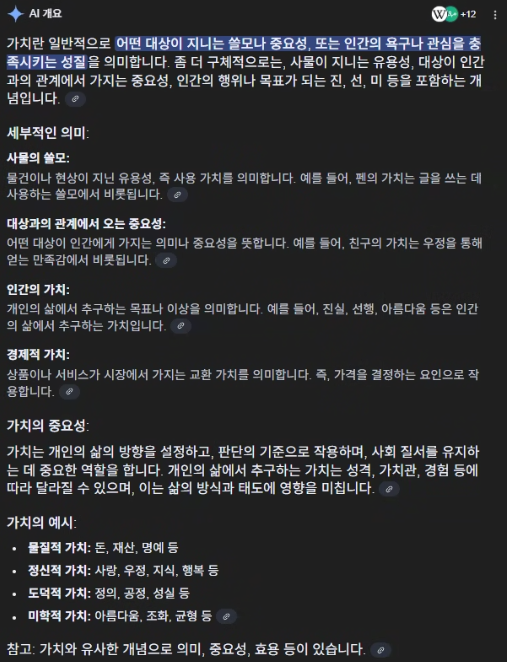 AI 개요
W A+ +12
가치란 일반적으로 어떤 대상이 지니는 쓸모나 중요성, 또는 인간의 욕구나 관심을 충
족시키는 성질을 의미합니다. 좀 더 구체적으로는, 사물이 지니는 유용성, 대상이 인간
과의 관계에서 가지는 중요성, 인간의 행위나 목표가 되는 진, 선, 미 등을 포함하는 개
념입니다.
세부적인 의미:
사물의 쓸모:
물건이나 현상이 지닌 유용성, 즉 사용 가치를 의미합니다. 예를 들어, 펜의 가치는 글을 쓰는 데
사용하는 쓸모에서 비롯됩니다.
대상과의 관계에서 오는 중요성:
어떤 대상이 인간에게 가지는 의미나 중요성을 뜻합니다. 예를 들어, 친구의 가치는 우정을 통해
얻는 만족감에서 비롯됩니다.
인간의 가치:
개인의 삶에서 추구하는 목표나 이상을 의미합니다. 예를 들어, 진실, 선행, 아름다움 등은 인간
의 삶에서 추구하는 가치입니다.
경제적 가치:
상품이나 서비스가 시장에서 가지는 교환 가치를 의미합니다. 즉, 가격을 결정하는 요인으로 작
용합니다.
가치의 중요성:
가치는 개인의 삶의 방향을 설정하고, 판단의 기준으로 작용하며, 사회 질서를 유지하
는 데 중요한 역할을 합니다. 개인의 삶에서 추구하는 가치는 성격, 가치관, 경험 등에
따라 달라질 수 있으며, 이는 삶의 방식과 태도에 영향을 미칩니다.
가치의 예시:
• 물질적 가치: 돈, 재산, 명예 등
• 정신적 가치: 사랑, 우정, 지식, 행복 등
• 도덕적 가치: 정의, 공정, 성실 등
• 미학적 가치: 아름다움, 조화, 균형 등
참고: 가치와 유사한 개념으로 의미, 중요성, 효용 등이 있습니다.